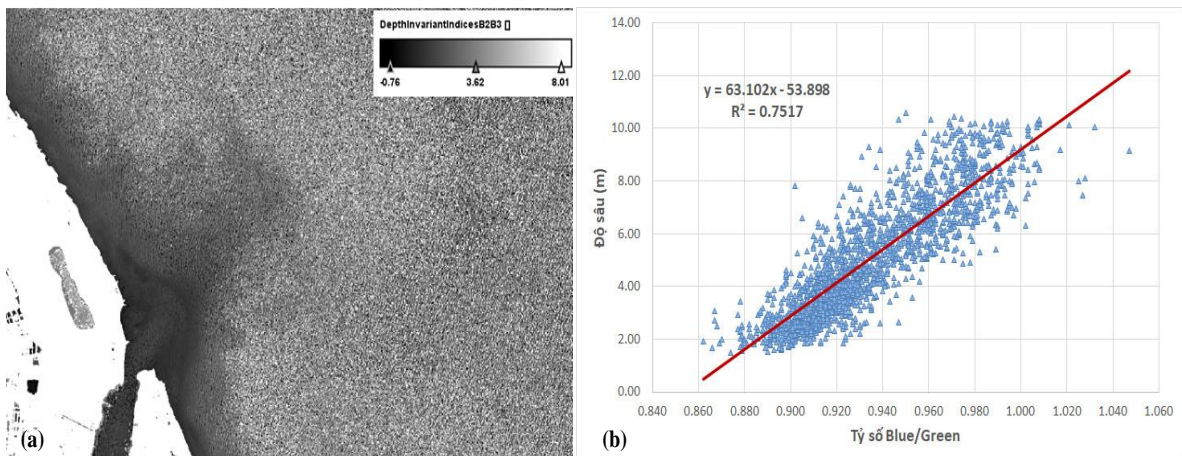 DepthInvariantIndicesB2B3 []
-0.76 3.62 8.01
(a)
14.00
12.00
10.00
8.00
6.00
4.00
2.00
0.00
Độ sâu (m)
y = 63.102x - 53.898
R² = 0.7517
0.840 0.860 0.880 0.900 0.920 0.940 0.960 0.980 1.000 1.020 1.040 1.060
Tỷ số Blue/Green
(b)